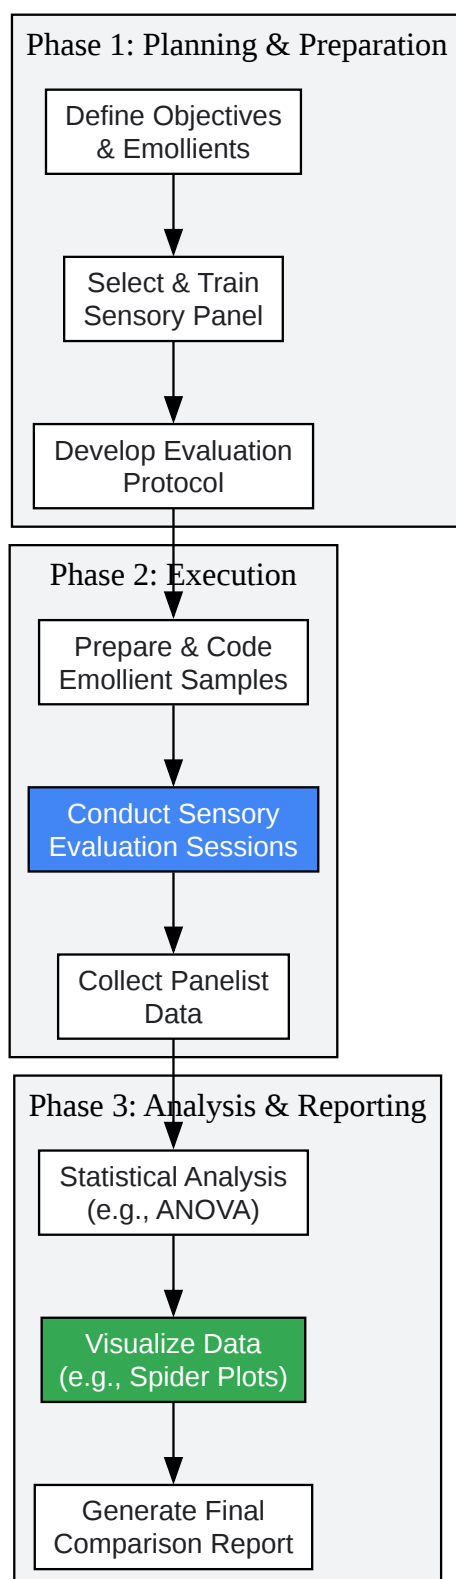 Phase 1: Planning & Preparation
Define Objectives
& Emollients
Select & Train
Sensory Panel
Develop Evaluation
Protocol
Phase 2: Execution
Prepare & Code
Emollient Samples
Conduct Sensory
Evaluation Sessions
Collect Panelist
Data
Phase 3: Analysis & Reporting
Statistical Analysis
(e.g., ANOVA)
Visualize Data
(e.g., Spider Plots)
Generate Final
Comparison Report